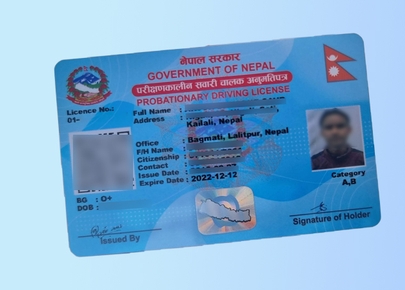 नेपाल सरकार
GOVERNMENT OF NEPAL
परीक्षणकालीन सवारी चालक अनुमतिपत्र
PROBATIONARY DRIVING LICENSE
Licence No.:
01-
Full Name :
Address :
Kailali, Nepal
Office : Bagmati, Lalitpur, Nepal
F/H Name :
Citizenship :
Contact :
Issue Date :
Expire Date : 2022-12-12
BG : O+
DOB :
Issued By
Category
A,B
Signature of Holder